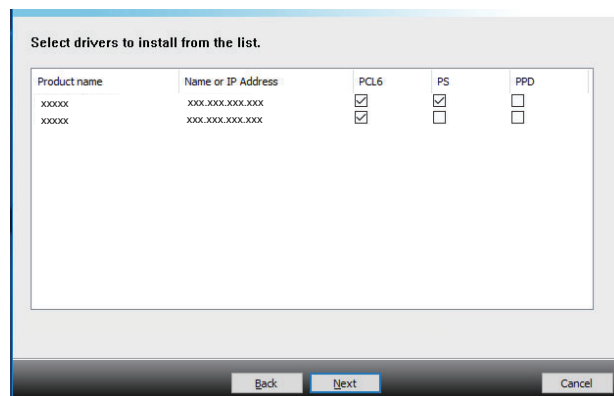 Select drivers to install from the list.
Product name Name or IP Address PCL6 PS PPD
xxxxx xxx.xxx.xxx.xxx
xxxxx xxx.xxx.xxx.xxx
Back Next Cancel